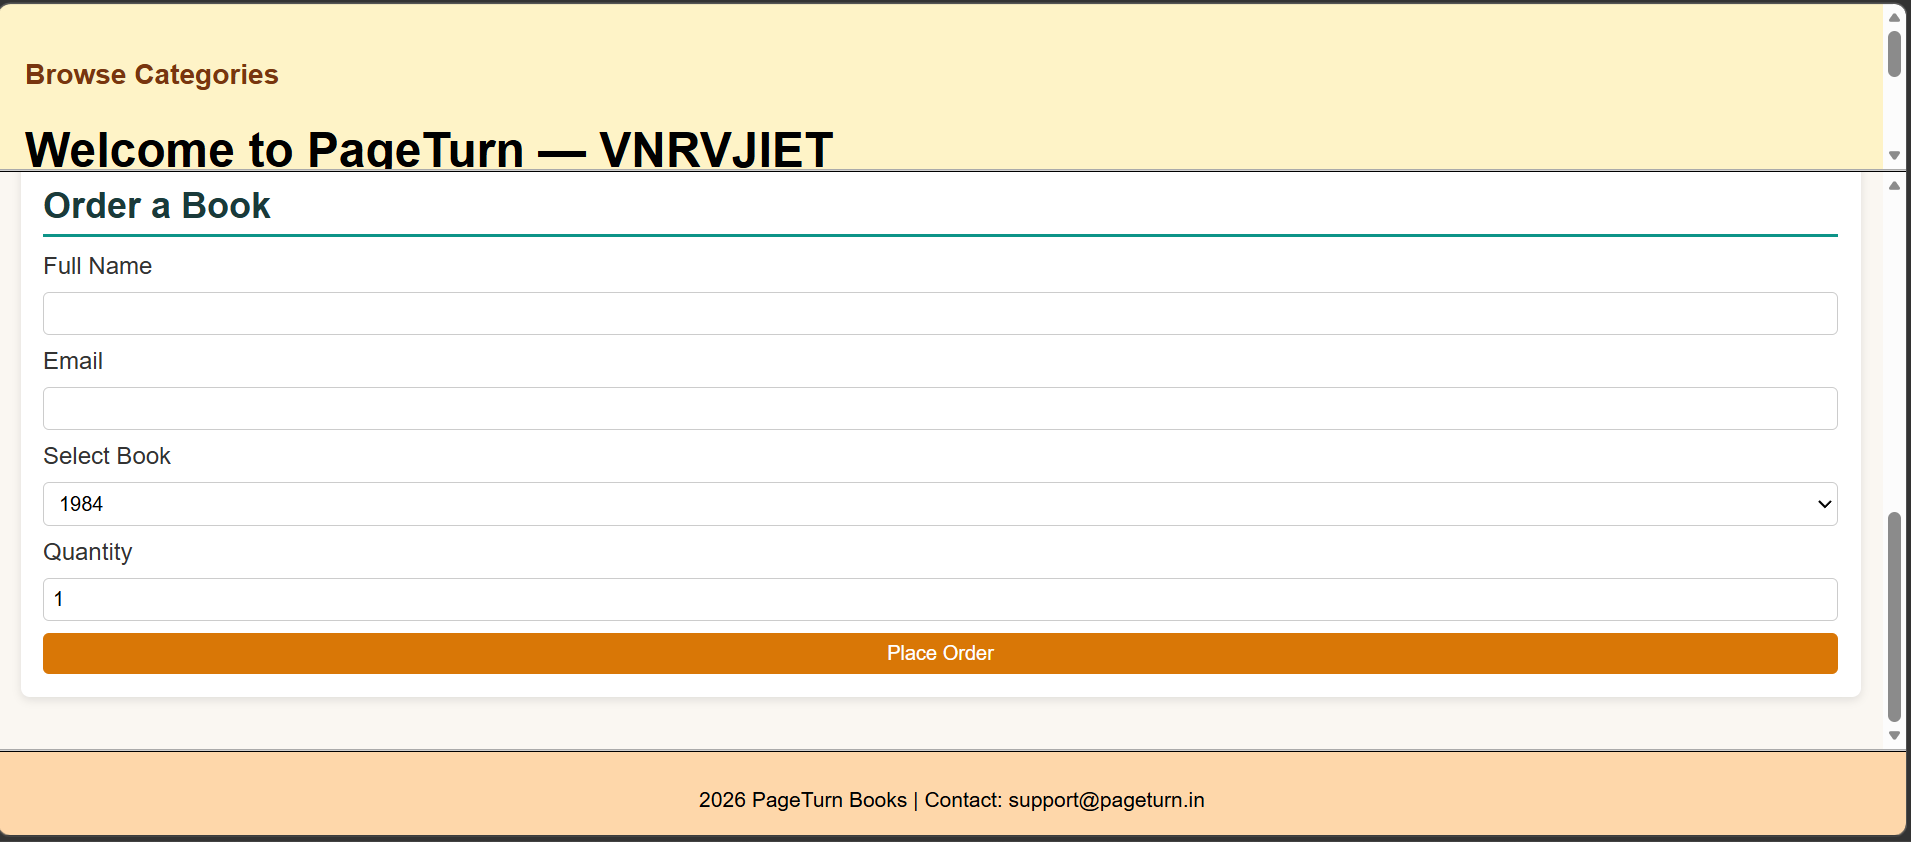 Browse Categories
Welcome to PageTurn — VNRVJIET
Order a Book
Full Name
Email
Select Book
1984
Quantity
1
Place Order
2026 PageTurn Books | Contact: support@pageturn.in